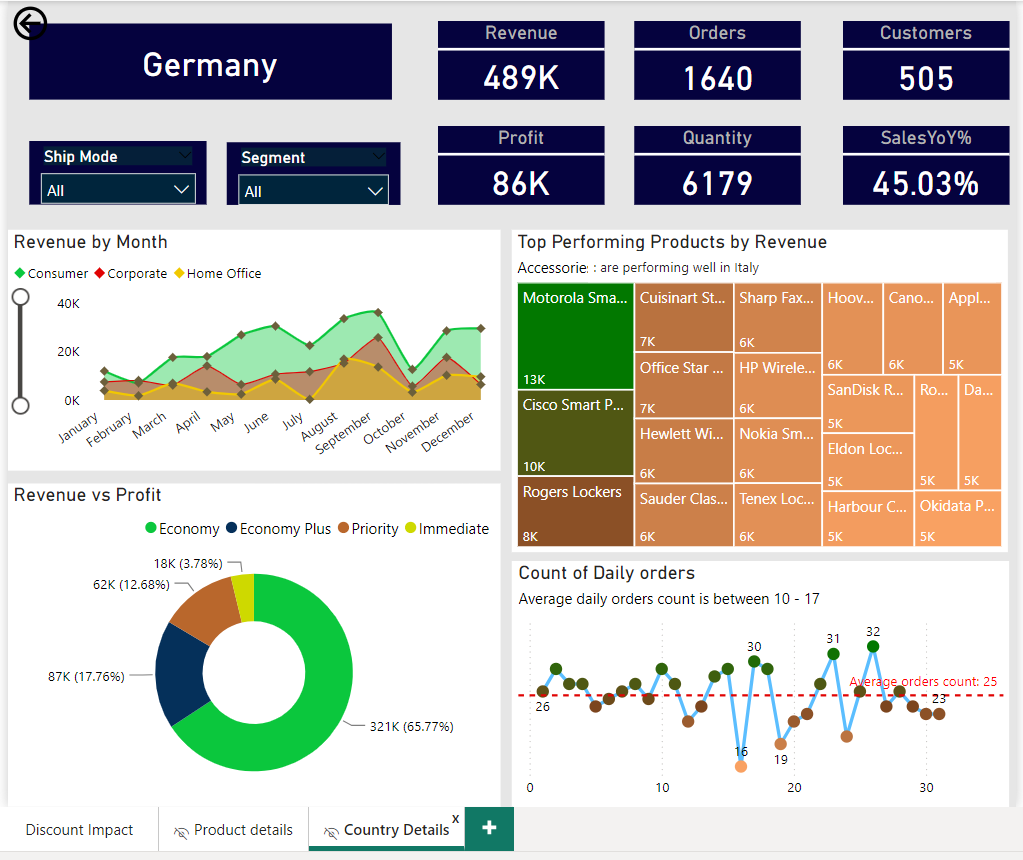 Germany
Revenue
489K
Orders
1640
Customers
505
Ship Mode
All
Segment
All
Profit
86K
Quantity
6179
SalesYoY%
45.03%
Revenue by Month
Consumer Corporate Home Office
40K
20K
0K
January
February
March
April
May
June
July
August
September
October
November
December
Top Performing Products by Revenue
Accessorie: : are performing well in Italy
Motorola Sma...
13K
Cisco Smart P...
10K
Rogers Lockers
8K
Cuisinart St...
7K
Office Star ...
7K
Hewlett Wi...
6K
Sauder Clas...
6K
Sharp Fax...
6K
HP Wirele...
6K
Nokia Sm...
6K
Tenex Loc...
6K
Hoov...
6K
Cano...
6K
Appl...
5K
SanDisk R...
5K
Eldon Loc...
5K
Harbour C...
5K
Ro...
5K
Da...
5K
Okidata P...
5K
Revenue vs Profit
Economy Economy Plus Priority Immediate
18K (3.78%)
62K (12.68%)
87K (17.76%)
321K (65.77%)
Count of Daily orders
Average daily orders count is between 10 - 17
26
16
30
19
31
32
Average orders count: 25
23
0 10 20 30
Discount Impact
Product details
Country Details
x
+